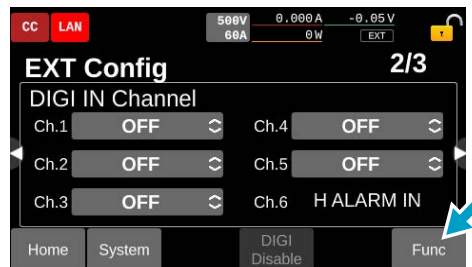 CC LAN 500V 0.000A -0.05V
60A 0W EXT
EXT Config 2/3
DIGI IN Channel
Ch.1 OFF Ch.4 OFF
Ch.2 OFF Ch.5 OFF
Ch.3 OFF Ch.6 H ALARM IN
Home System DIGI Disable Func